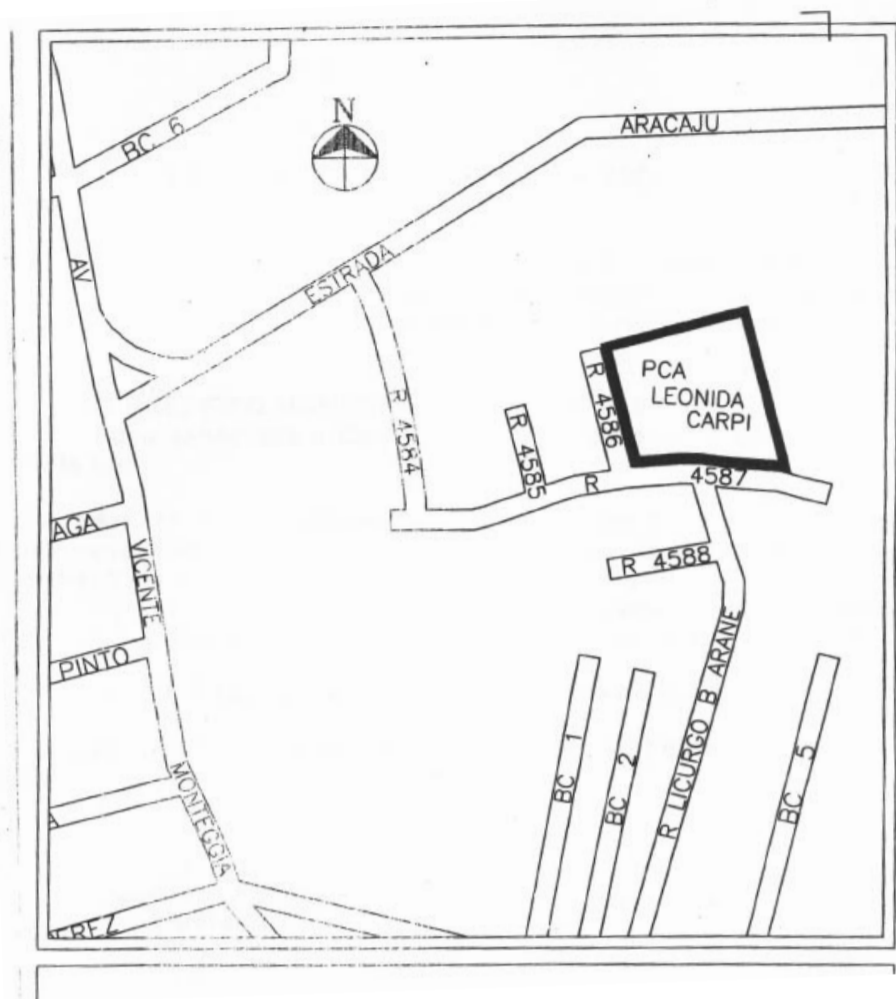 N
BC 6
ARACAJU
AV
ESTRADA
PCA
LEONIDA
CARPI
R 4586
R 4584
R 4585
R 4587
AGA
VICENTE
R 4588
PINTO
R LICURGO B ARANE
BC 1
BC 2
BC 5
MONTEGGIA
PEREZ